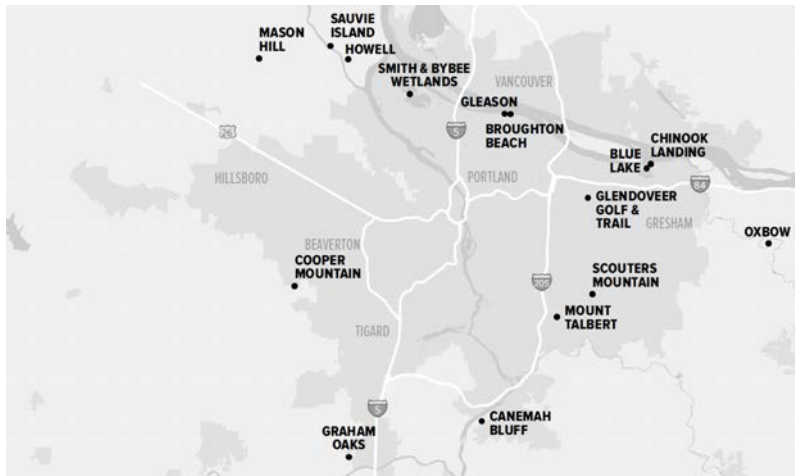 SAUVIE
ISLAND
MASON
HILL
HOWELL
SMITH & BYBEE
WETLANDS
VANCOUVER
GLEASON
BROUGHTON
BEACH
5
26
CHINOOK
LANDING
BLUE
LAKE
HILLSBORO
PORTLAND
84
GLENDOVEER
GOLF &
TRAIL
GRESHAM
OXBOW
BEAVERTON
COOPER
MOUNTAIN
205
SCOUTERS
MOUNTAIN
MOUNT
TALBERT
TIGARD
5
GRAHAM
OAKS
CANEMAH
BLUFF